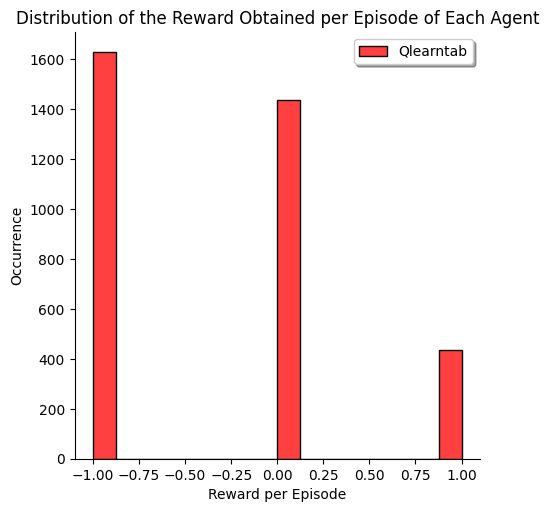 Distribution of the Reward Obtained per Episode of Each Agent
Qlearntab
1600
1400
1200
1000
800
600
400
200
0
−1.00 −0.75 −0.50 −0.25 0.00 0.25 0.50 0.75 1.00
Occurrence
Reward per Episode